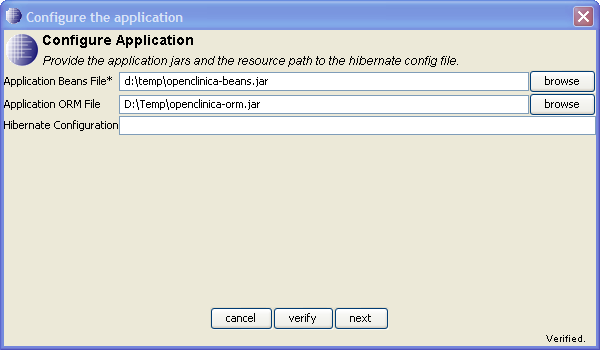 Configure the application
Configure Application
Provide the application jars and the resource path to the hibernate config file.
Application Beans File* d:\temp\openclinica-beans.jar browse
Application ORM File D:\Temp\openclinica-orm.jar browse
Hibernate Configuration
cancel verify next
Verified.